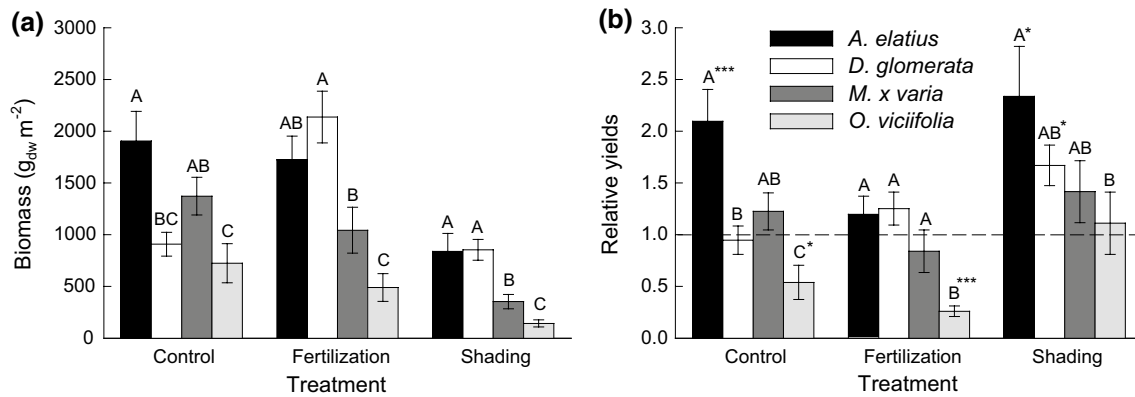 (a)
3000
2500
2000
1500
1000
500
0
Biomass (g_dw m⁻²)
A
BC
AB
C
AB
A
B
C
A
A
B
C
Control
Fertilization
Shading
Treatment
(b)
3.0
2.5
2.0
1.5
1.0
0.5
0.0
Relative yields
A. elatius
D. glomerata
M. x varia
O. viciifolia
A***
B
AB
C*
A
A
A
B***
A*
AB*
AB
B
Control
Fertilization
Shading
Treatment